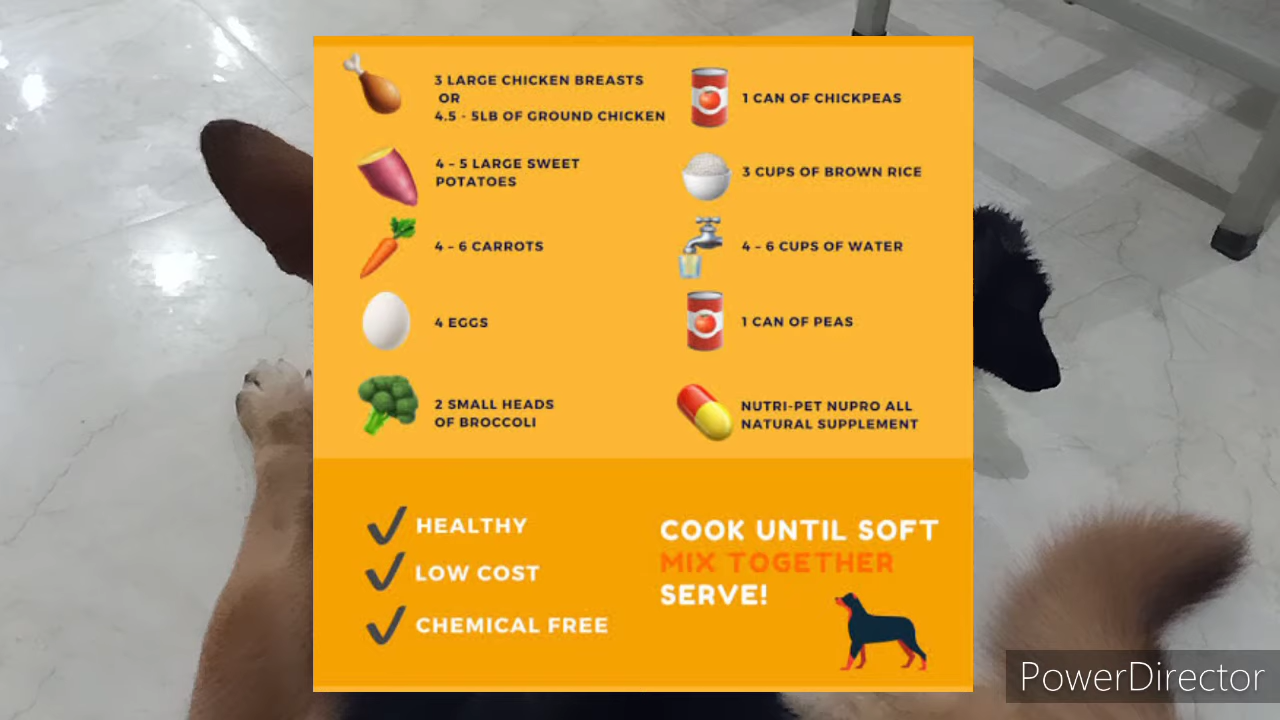 3 LARGE CHICKEN BREASTS
OR
4.5 - 5LB OF GROUND CHICKEN
4 – 5 LARGE SWEET
POTATOES
4 – 6 CARROTS
4 EGGS
2 SMALL HEADS
OF BROCCOLI
1 CAN OF CHICKPEAS
3 CUPS OF BROWN RICE
4 – 6 CUPS OF WATER
1 CAN OF PEAS
NUTRI-PET NUPRO ALL
NATURAL SUPPLEMENT
HEALTHY
LOW COST
CHEMICAL FREE
COOK UNTIL SOFT
MIX TOGETHER
SERVE!
PowerDirector